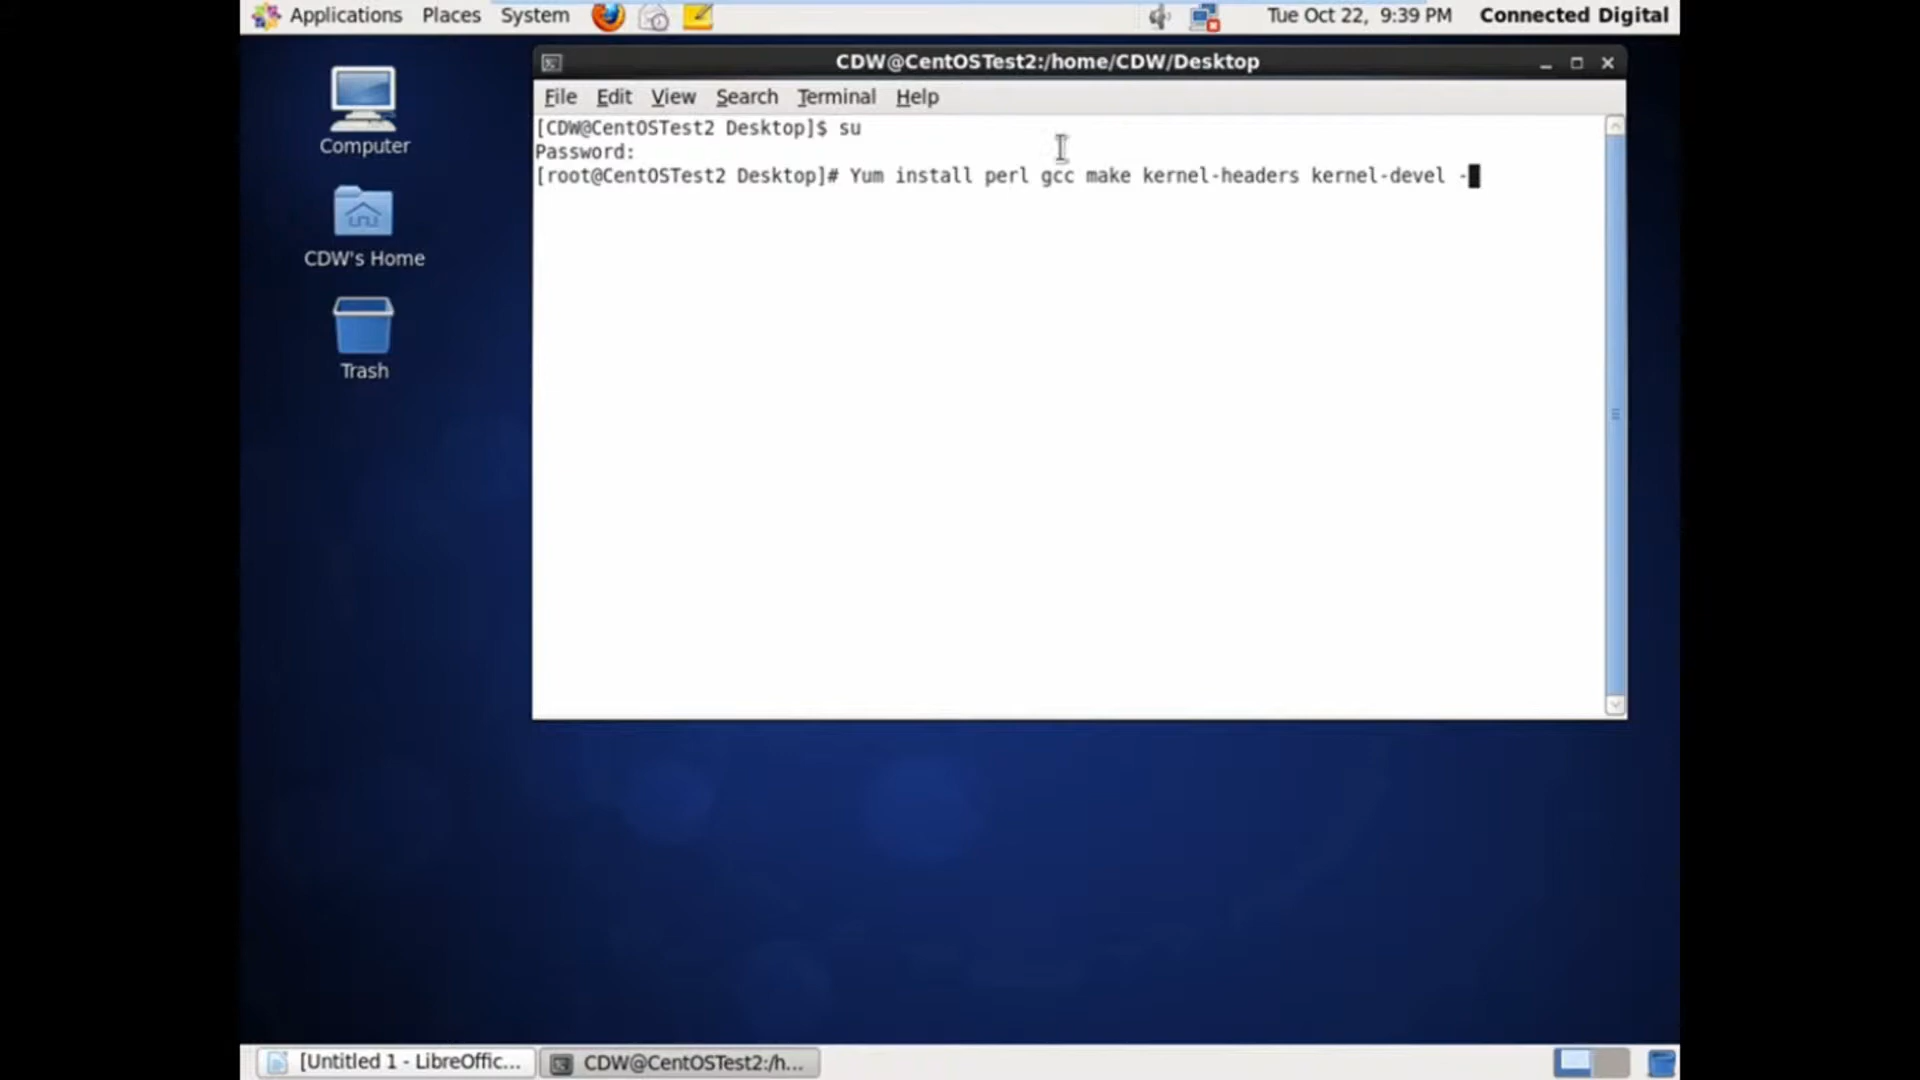 Applications Places System Tue Oct 22, 9:39 PM Connected Digital
CDW@CentOSTest2:/home/CDW/Desktop
File Edit View Search Terminal Help
[CDW@CentOSTest2 Desktop]$ su
Password:
[root@CentOSTest2 Desktop]# Yum install perl gcc make kernel-headers kernel-devel -
Computer
CDW's Home
Trash
[Untitled 1 - LibreOffic... CDW@CentOSTest2:/h...